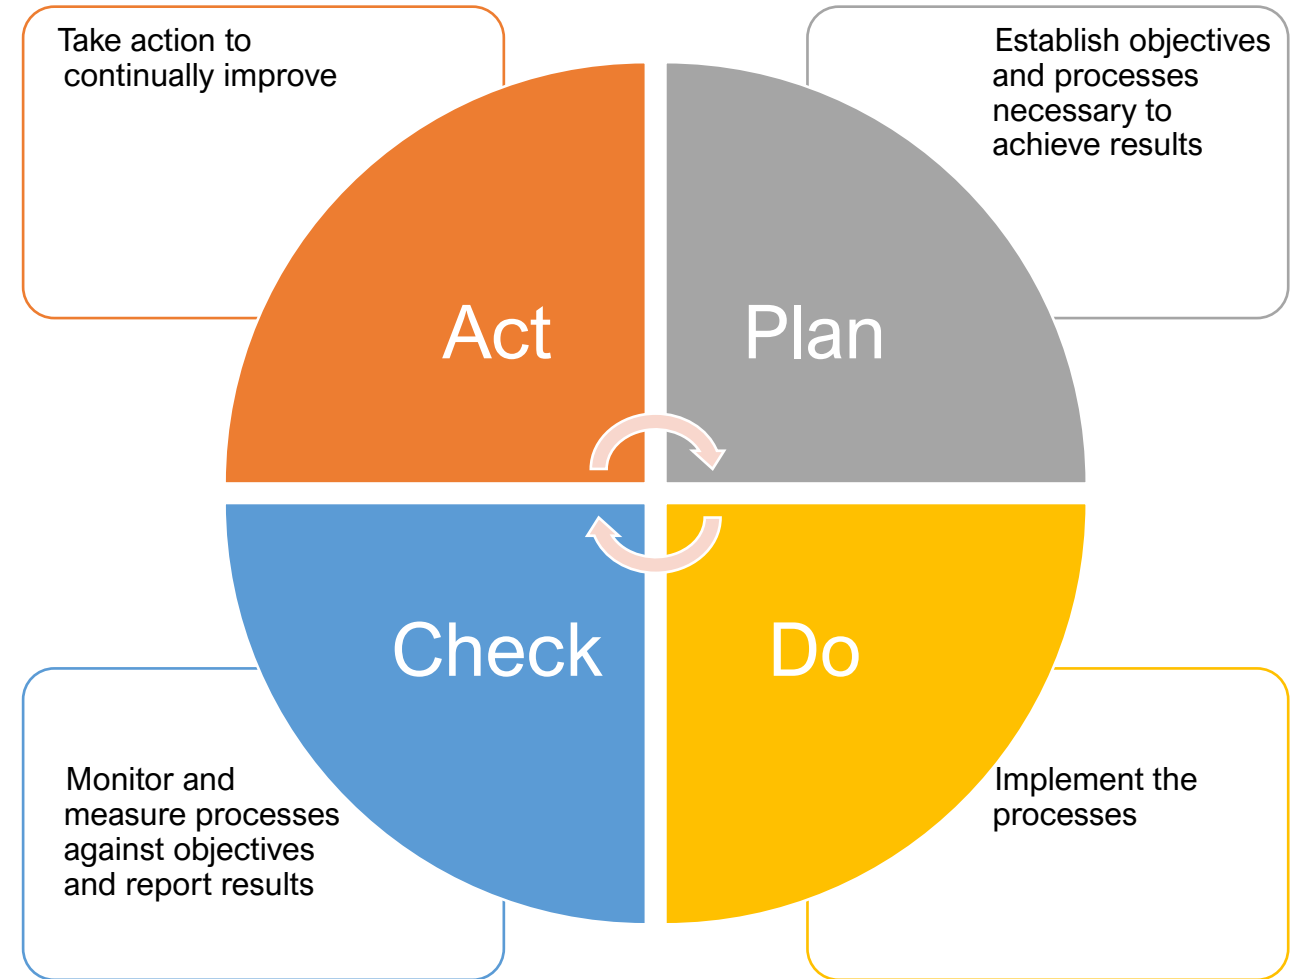 Take action to
continually improve
Establish objectives
and processes
necessary to
achieve results
Act
Plan
Check
Do
Monitor and
measure processes
against objectives
and report results
Implement the
processes